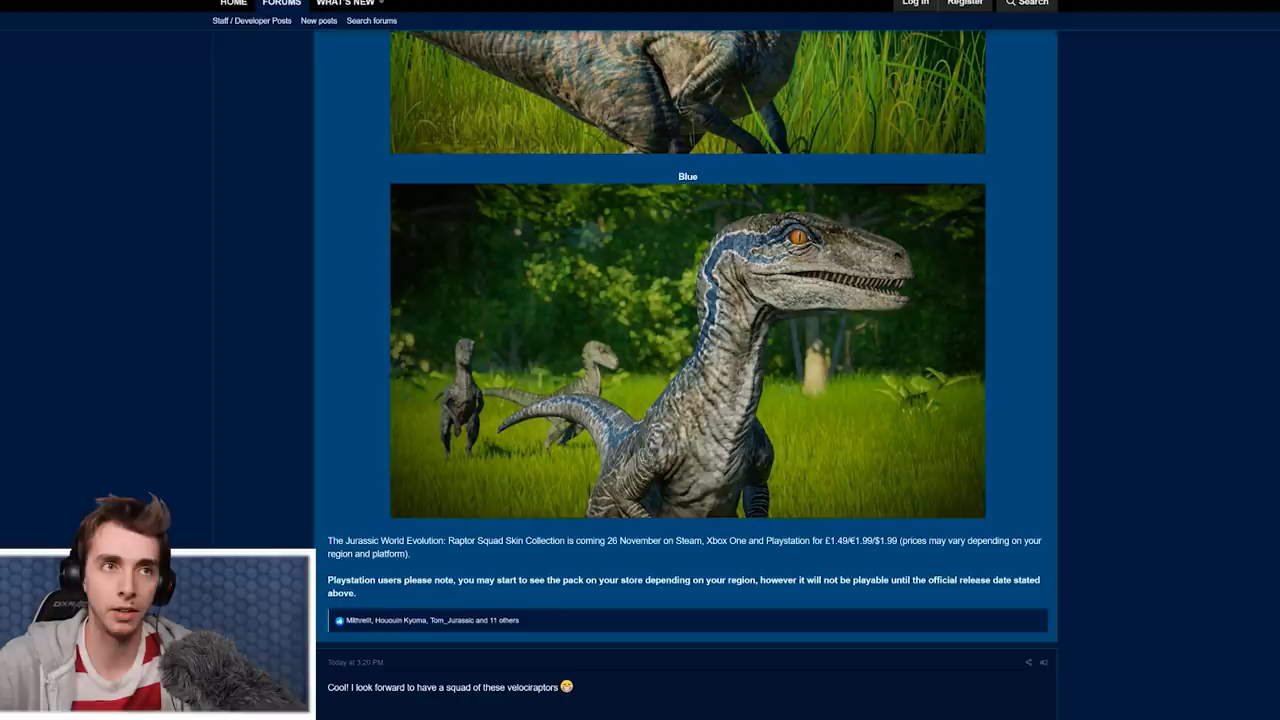 HOME FORUMS WHAT'S NEW Log in Register Search
Staff / Developer Posts New posts Search forums
Blue
The Jurassic World Evolution: Raptor Squad Skin Collection is coming 26 November on Steam, Xbox One and Playstation for £1.49/€1.99/$1.99 (prices may vary depending on your
region and platform).
Playstation users please note, you may start to see the pack on your store depending on your region, however it will not be playable until the official release date stated
above.
Mithrelit, Hououin Kyoma, Tom_Jurassic and 11 others
Today at 3:20 PM #2
Cool! I look forward to have a squad of these velociraptors